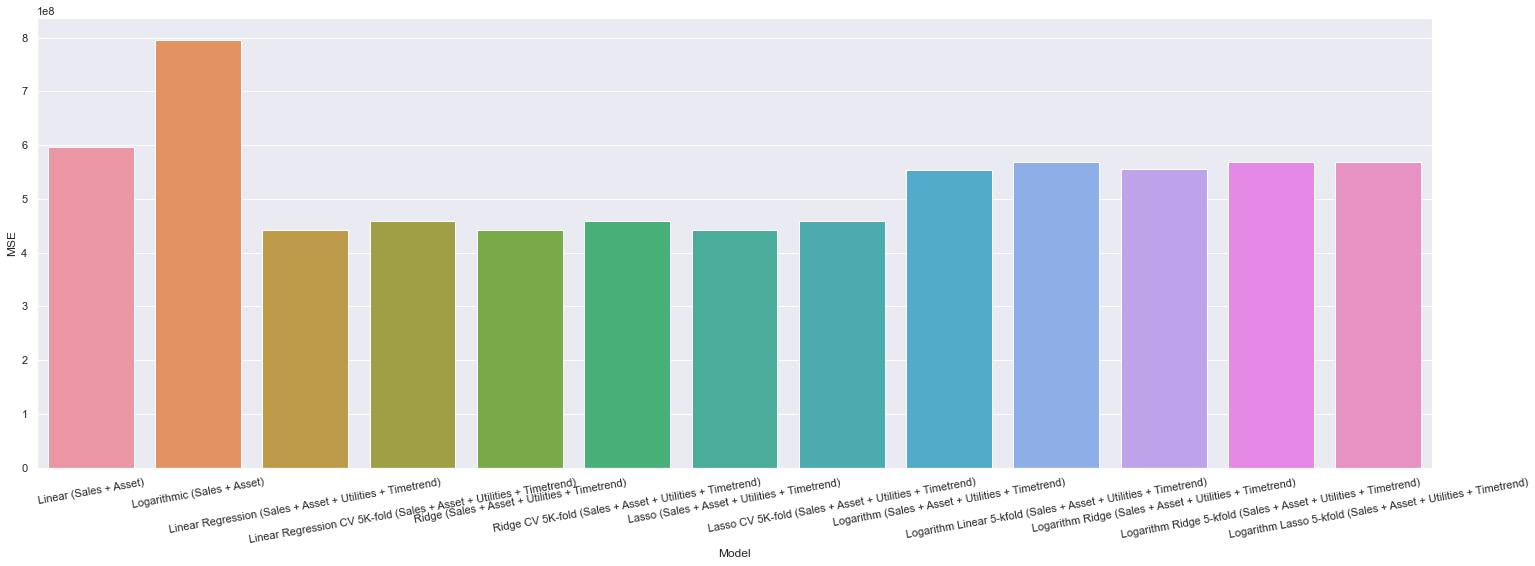 1e8
8
7
6
5
4
3
2
1
0
MSE
Linear (Sales + Asset)
Logarithmic (Sales + Asset)
Linear Regression (Sales + Asset + Utilities + Timetrend)
Linear Regression CV 5K-fold (Sales + Asset + Utilities + Timetrend)
Ridge (Sales + Asset + Utilities + Timetrend)
Ridge CV 5K-fold (Sales + Asset + Utilities + Timetrend)
Lasso (Sales + Asset + Utilities + Timetrend)
Lasso CV 5K-fold (Sales + Asset + Utilities + Timetrend)
Logarithm (Sales + Asset + Utilities + Timetrend)
Logarithm Linear 5-kfold (Sales + Asset + Utilities + Timetrend)
Logarithm Ridge (Sales + Asset + Utilities + Timetrend)
Logarithm Ridge 5-kfold (Sales + Asset + Utilities + Timetrend)
Logarithm Lasso 5-kfold (Sales + Asset + Utilities + Timetrend)
Model